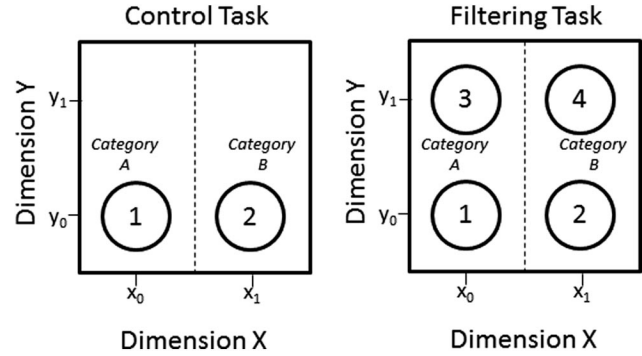 Control Task
Filtering Task
Dimension Y
y₁
y₀
Category
A
Category
B
1
2
x₀
x₁
Dimension X
Dimension Y
y₁
y₀
3
4
Category
A
Category
B
1
2
x₀
x₁
Dimension X